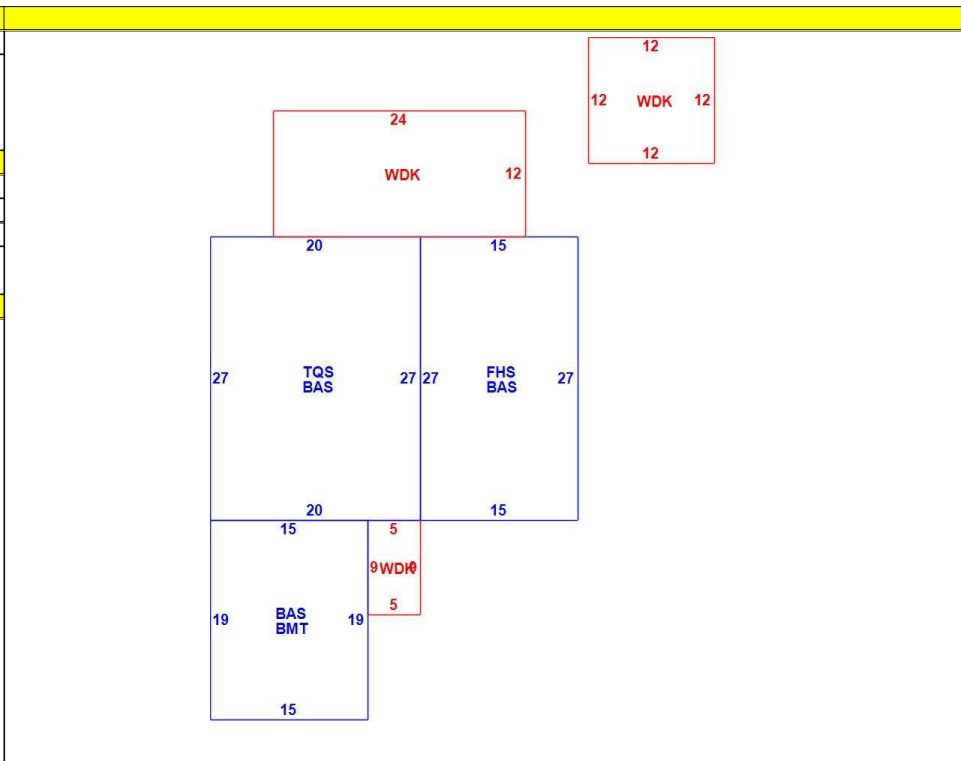 12
12 WDK 12
12
24
WDK 12
20 15
27 TQS
BAS 27 27 FHS
BAS 27
20 15
15 5
9 WDK 9
5
19 BAS
BMT 19
15